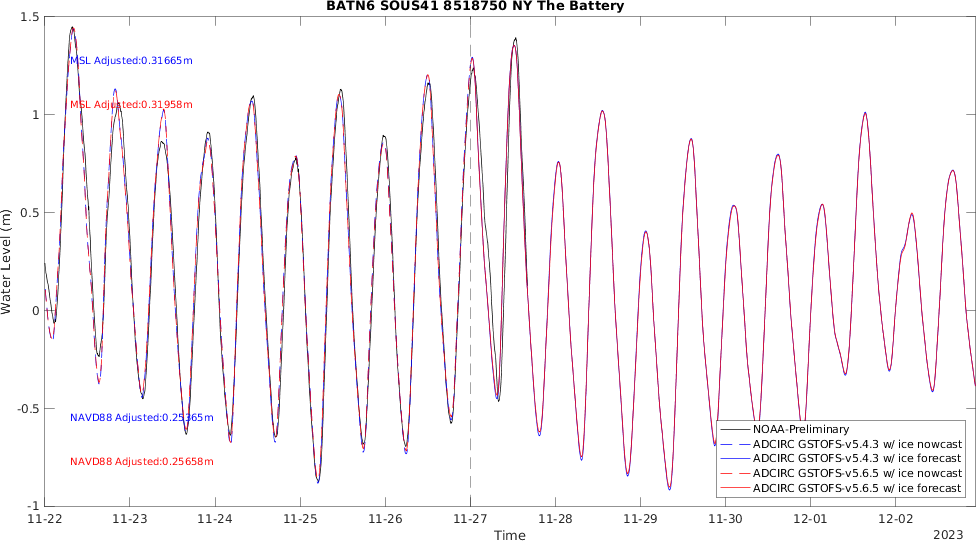 BATN6 SOUS41 8518750 NY The Battery
1.5
1
0.5
0
-0.5
-1
Water Level (m)
MSL Adjusted:0.31665m
MSL Adjusted:0.31958m
NAVD88 Adjusted:0.25365m
NAVD88 Adjusted:0.25658m
NOAA-Preliminary
ADCIRC GSTOFS-v5.4.3 w/ ice nowcast
ADCIRC GSTOFS-v5.4.3 w/ ice forecast
ADCIRC GSTOFS-v5.6.5 w/ ice nowcast
ADCIRC GSTOFS-v5.6.5 w/ ice forecast
11-22 11-23 11-24 11-25 11-26 11-27 11-28 11-29 11-30 12-01 12-02
Time
2023